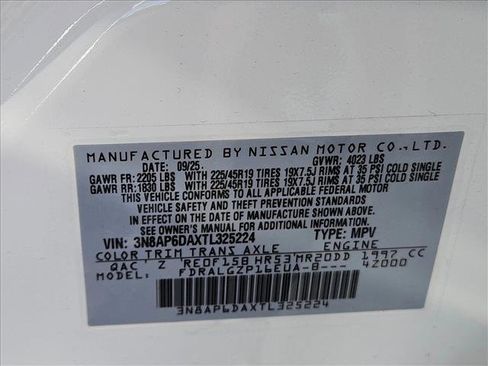 MANUFACTURED BY NISSAN MOTOR CO., LTD.
DATE: 09/25 GVWR: 4023 LBS
GAWR FR: 2205 LBS WITH 225/45R19 TIRES 19X7.5J RIMS AT 35 PSI COLD SINGLE
GAWR RR: 1830 LBS WITH 225/45R19 TIRES 19X7.5J RIMS AT 35 PSI COLD SINGLE
THIS VEHICLE CONFORMS TO ALL APPLICABLE FEDERAL MOTOR
VEHICLE SAFETY AND THEFT PREVENTION STANDARDS
IN EFFECT ON THE DATE OF MANUFACTURE SHOWN ABOVE.
SEE OWNER'S MANUAL FOR ADDITIONAL INFORMATION
VIN: 3N8AP6DAXTL325224 TYPE: MPV
COLOR TRIM TRANS AXLE ENGINE
QAC Z RE0F15B HR53 MR20DD 1997 CC
FDRALGZP16EUA-B--- 4Z000
3N8AP6DAXTL325224